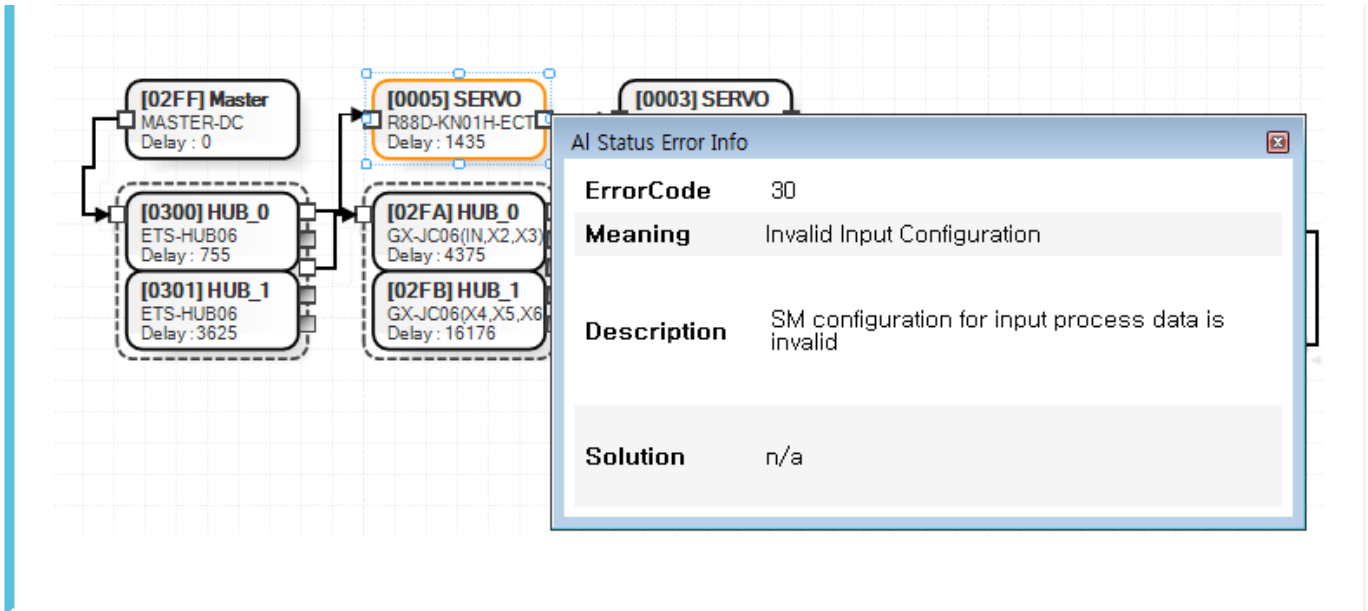 [02FF] Master
MASTER-DC
Delay : 0
[0005] SERVO
R88D-KN01H-ECT
Delay : 1435
[0003] SERVO
[0300] HUB_0
ETS-HUB06
Delay : 755
[0301] HUB_1
ETS-HUB06
Delay : 3625
[02FA] HUB_0
GX-JC06(IN,X2,X3)
Delay : 4375
[02FB] HUB_1
GX-JC06(X4,X5,X6
Delay : 16176
Al Status Error Info
ErrorCode 30
Meaning Invalid Input Configuration
Description SM configuration for input process data is
invalid
Solution n/a